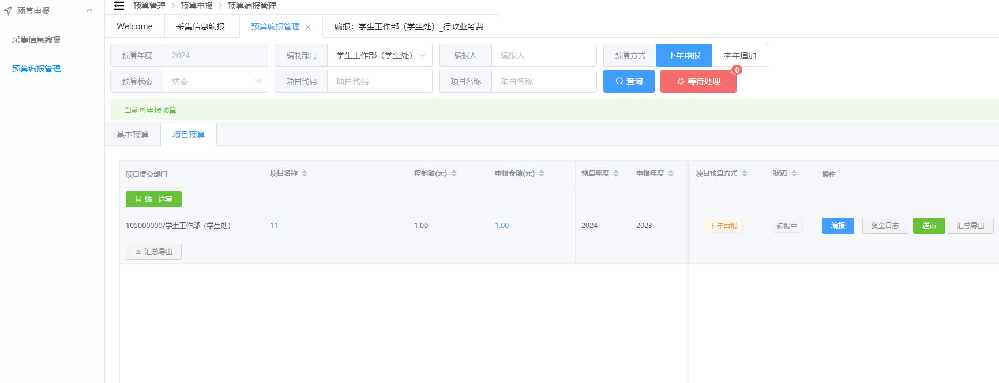 预算申报
采集信息编报
预算编报管理
预算管理 预算申报 预算编报管理
Welcome 采集信息编报 预算编报管理 × 编报：学生工作部（学生处）_行政业务费
预算年度 2024 编制部门 学生工作部（学生处） 编报人 编报人 预算方式 下年申报 本年追加
预算状态 状态 项目代码 项目代码 项目名称 项目名称 查询 等待处理 0
当前可申报预算
基本预算 项目预算
项目提交部门 项目名称 控制额(元) 申报金额(元) 预算年度 申报年度 项目预算方式 状态 操作
统一送审
105000000/学生工作部（学生处） 11 1.00 1.00 2024 2023 下年申报 编报中 编报 资金日志 送审 汇总导出
汇总导出